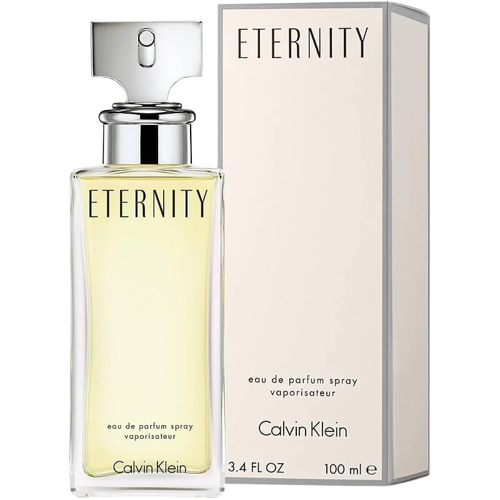 ETERNITY
eau de parfum spray
vaporisateur
Calvin Klein
ETERNITY
eau de parfum spray
vaporisateur
Calvin Klein
3.4 FL OZ 100 ml e